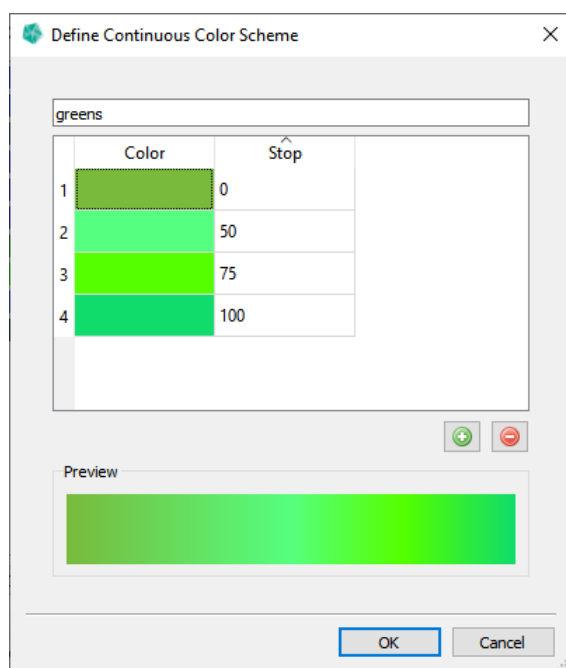 Define Continuous Color Scheme
greens
Color Stop
1 0
2 50
3 75
4 100
Preview
OK Cancel